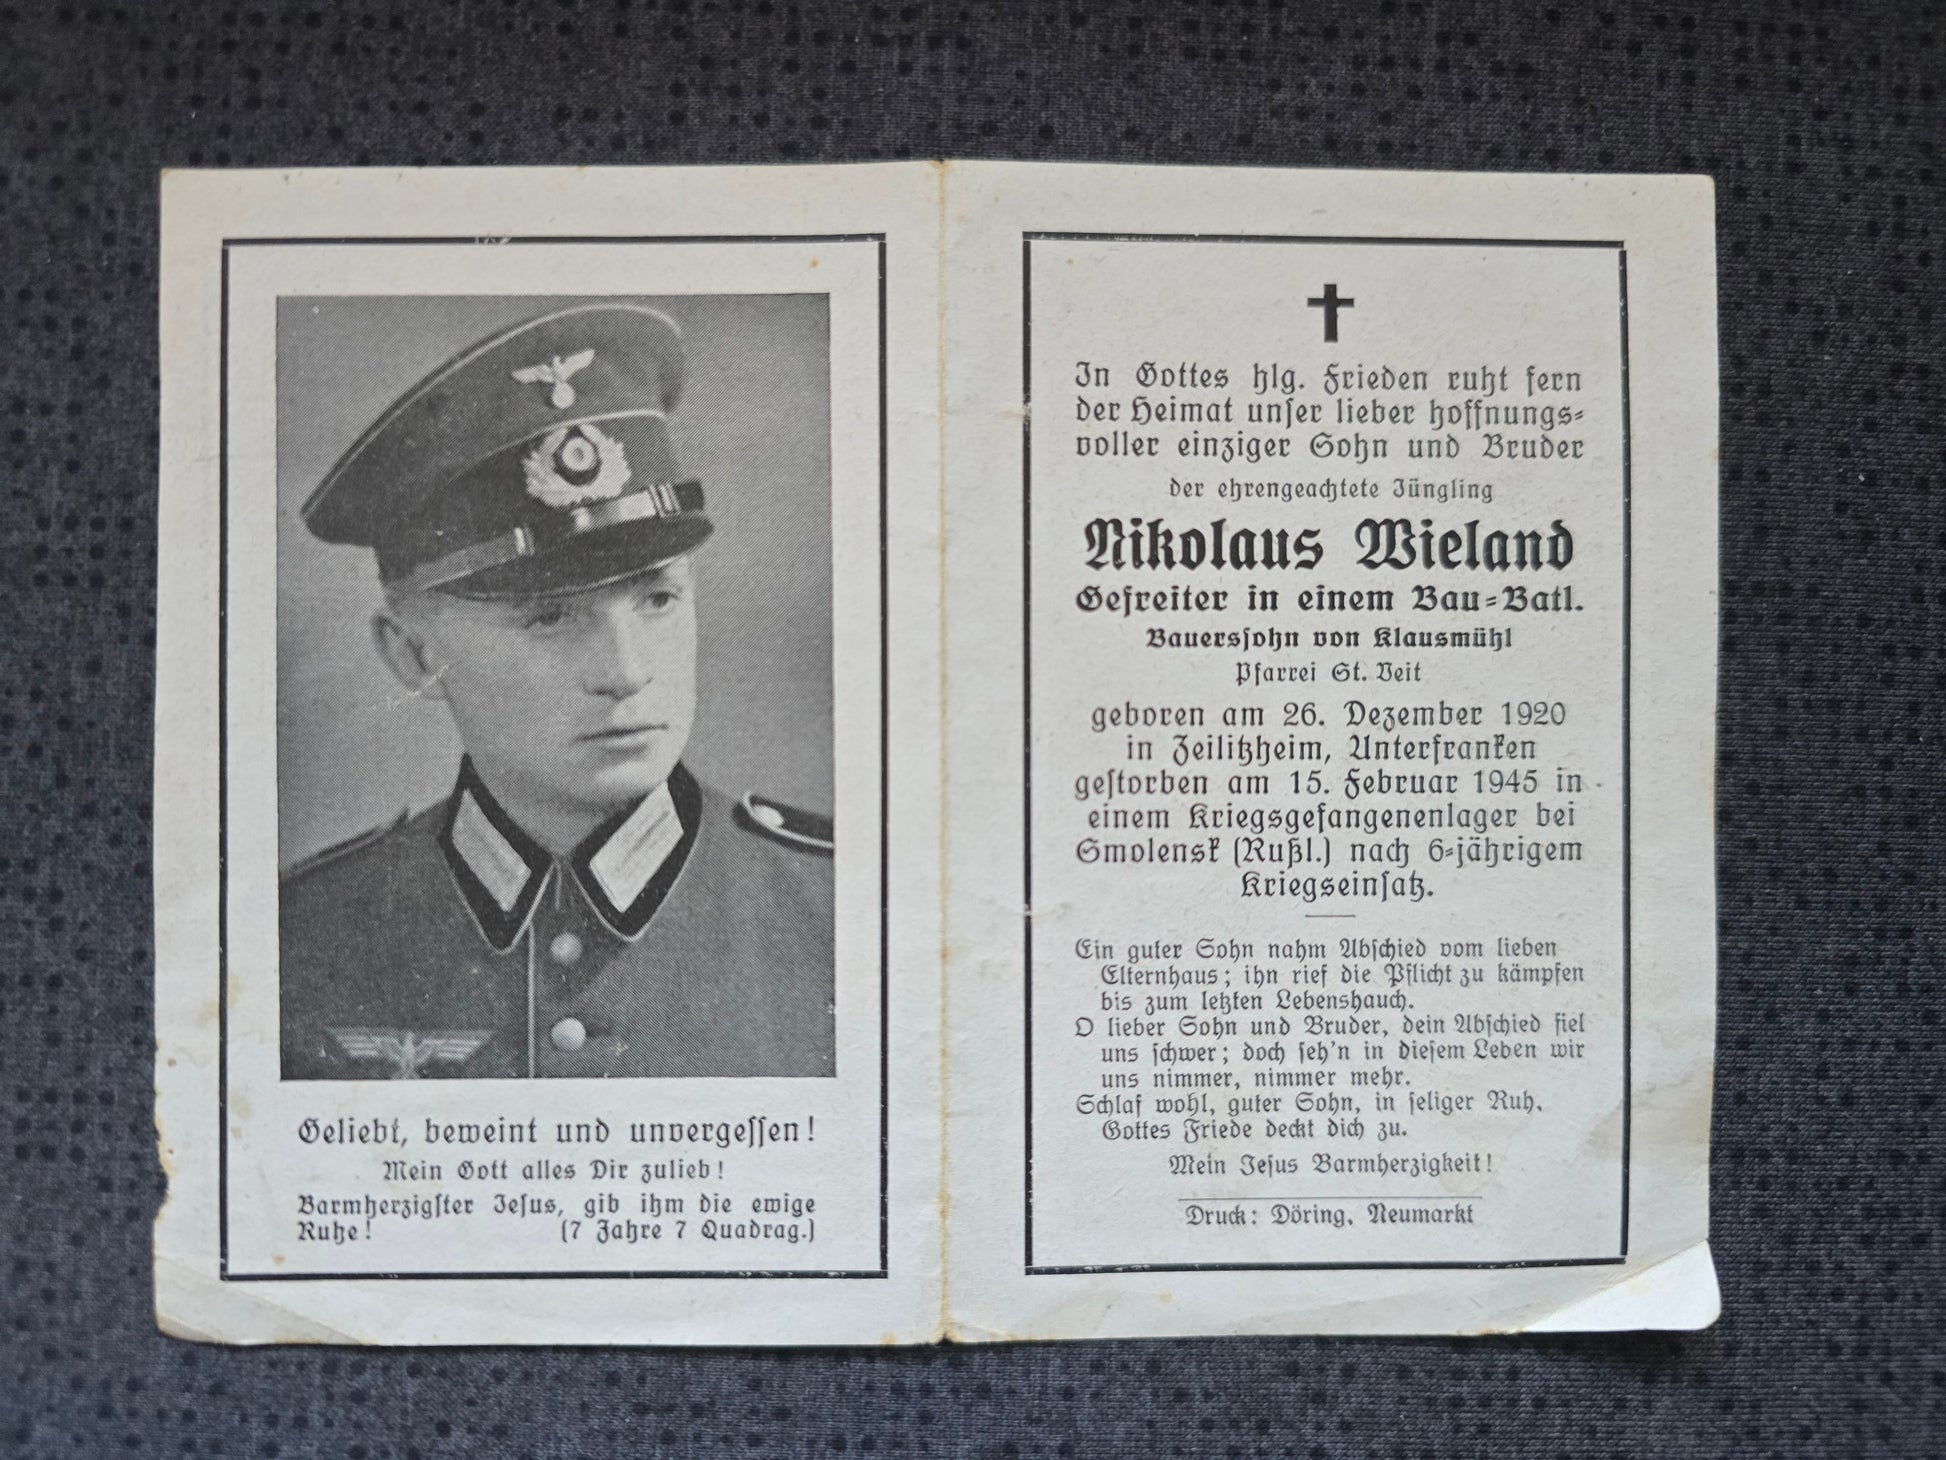 Geliebt, beweint und unvergessen!
Mein Gott alles Dir zulieb!
Barmherzigster Jesus, gib ihm die ewige
Ruhe! (7 Jahre 7 Quadrag.)
In Gottes hlg. Frieden ruht fern
der Heimat unser lieber hoffnungs-
voller einziger Sohn und Bruder
der ehrengeachtete Jüngling
Nikolaus Wieland
Gefreiter in einem Bau-Batl.
Bauerssohn von Klausmühl
Pfarrei St. Veit
geboren am 26. Dezember 1920
in Zeilitzheim, Unterfranken
gestorben am 15. Februar 1945 in
einem Kriegsgefangenenlager bei
Smolensk (Rußl.) nach 6-jährigem
Kriegseinsatz.
Ein guter Sohn nahm Abschied vom lieben
Elternhaus; ihn rief die Pflicht zu kämpfen
bis zum letzten Lebenshauch.
O lieber Sohn und Bruder, dein Abschied fiel
uns schwer; doch seh'n in diesem Leben wir
uns nimmer, nimmer mehr.
Schlaf wohl, guter Sohn, in seliger Ruh,
Gottes Friede deckt dich zu.
Mein Jesus Barmherzigkeit!
Druck: Döring, Neumarkt